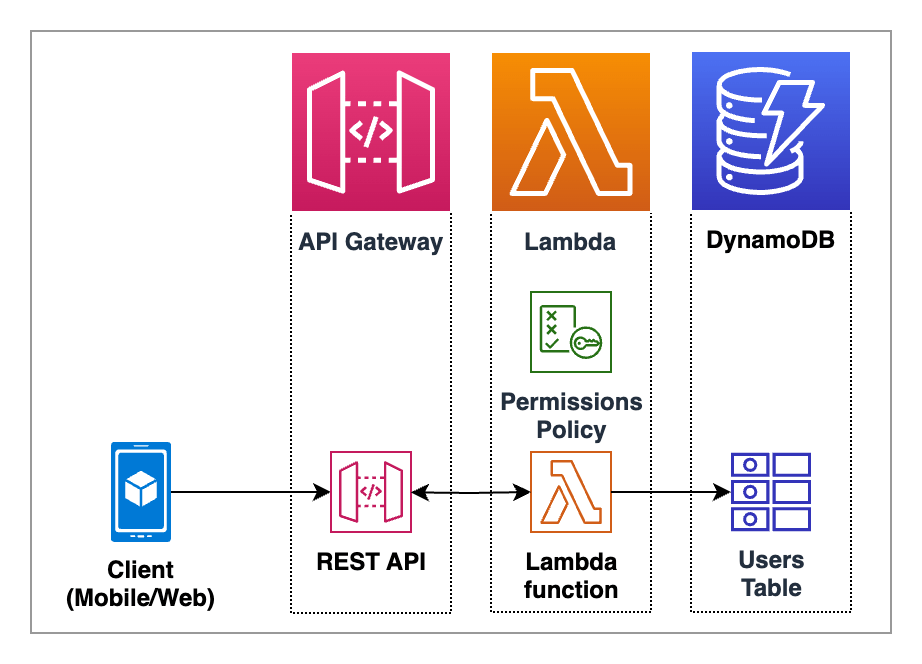 API Gateway
Lambda
DynamoDB
</>
Permissions
Policy
</>
Client
(Mobile/Web)
REST API
Lambda
function
Users
Table